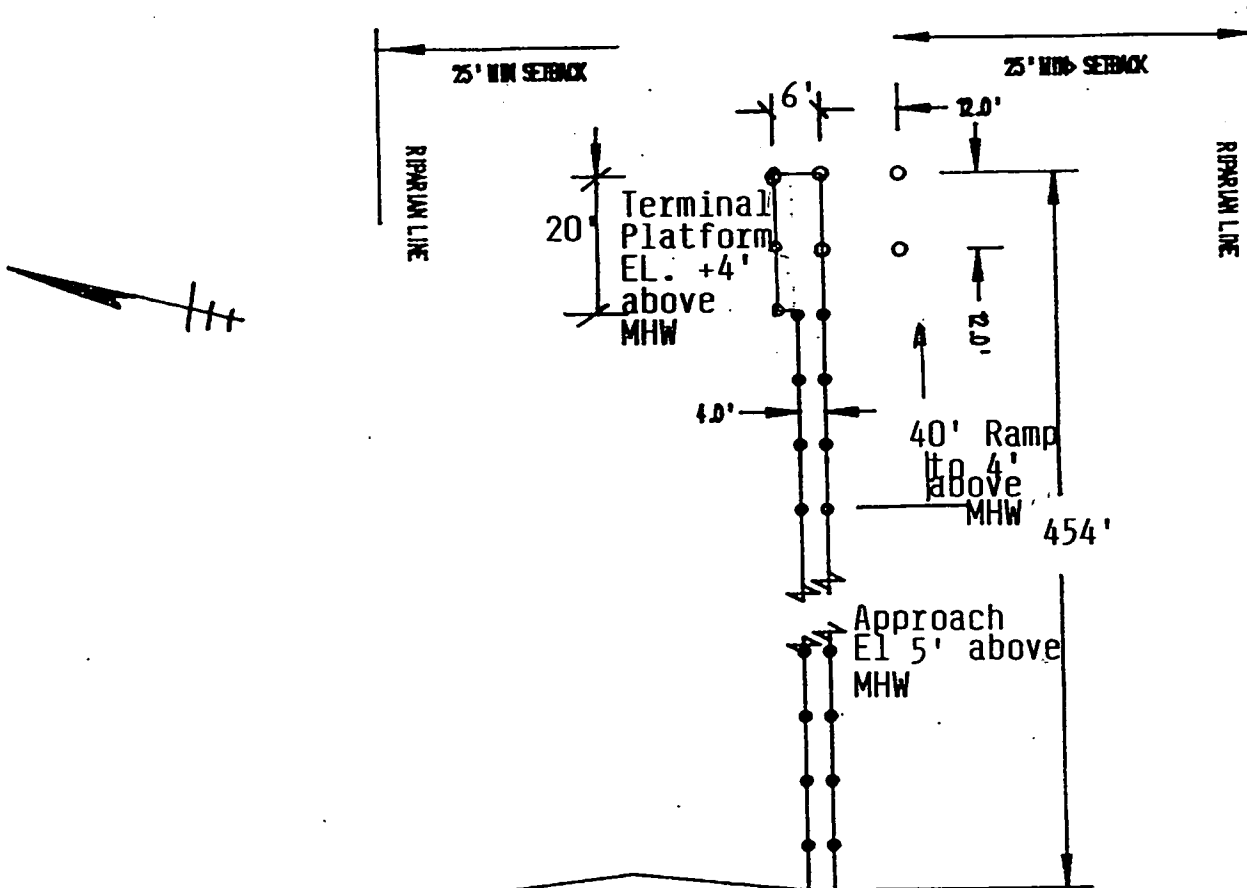 25' MIN SETBACK
25' MIN SETBACK
6'
12.0'
RIPARIAN LINE
RIPARIAN LINE
20'
Terminal
Platform
EL. +4'
above
MHW
12.0'
4.0'
40' Ramp
to 4'
above
MHW
454'
Approach
El 5' above
MHW